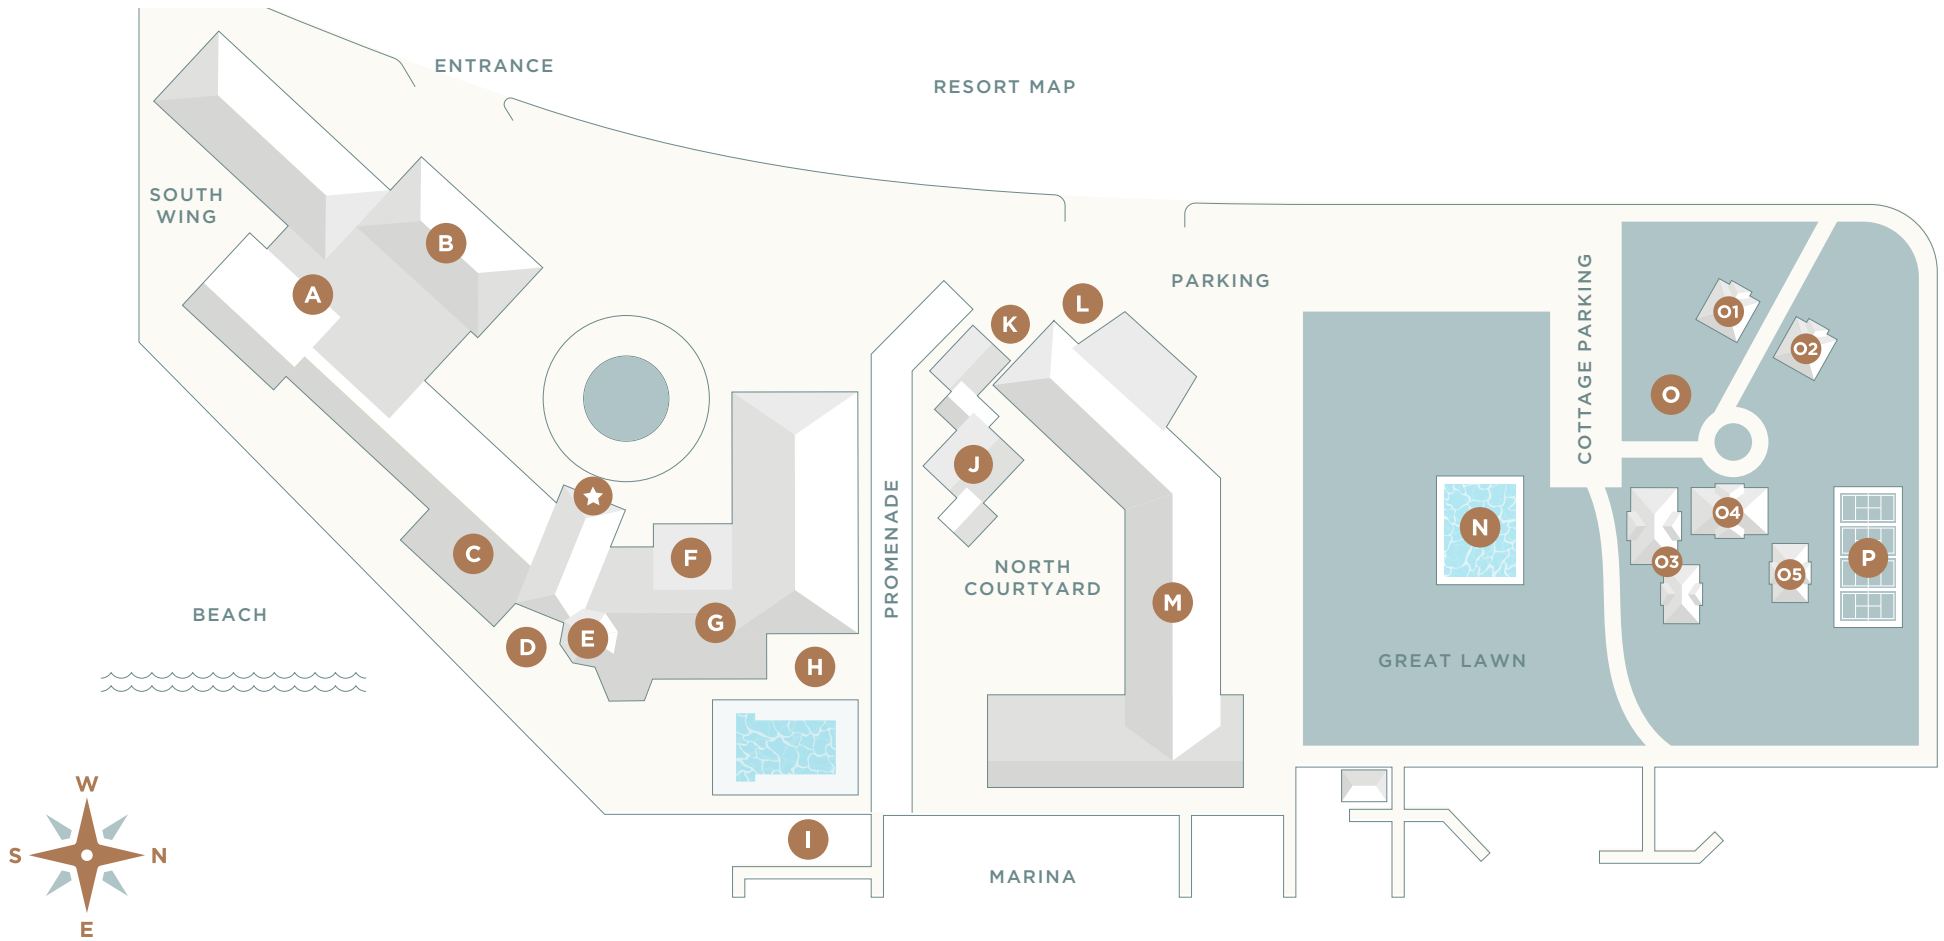 ENTRANCE
RESORT MAP
SOUTH
WING
B
A
PARKING
L
K
COTTAGE PARKING
O1
O2
O
C
F
J
PROMENADE
N
O4
O3
O5
P
NORTH
COURTYARD
M
G
E
D
H
BEACH
GREAT LAWN
I
MARINA
W
S
N
E